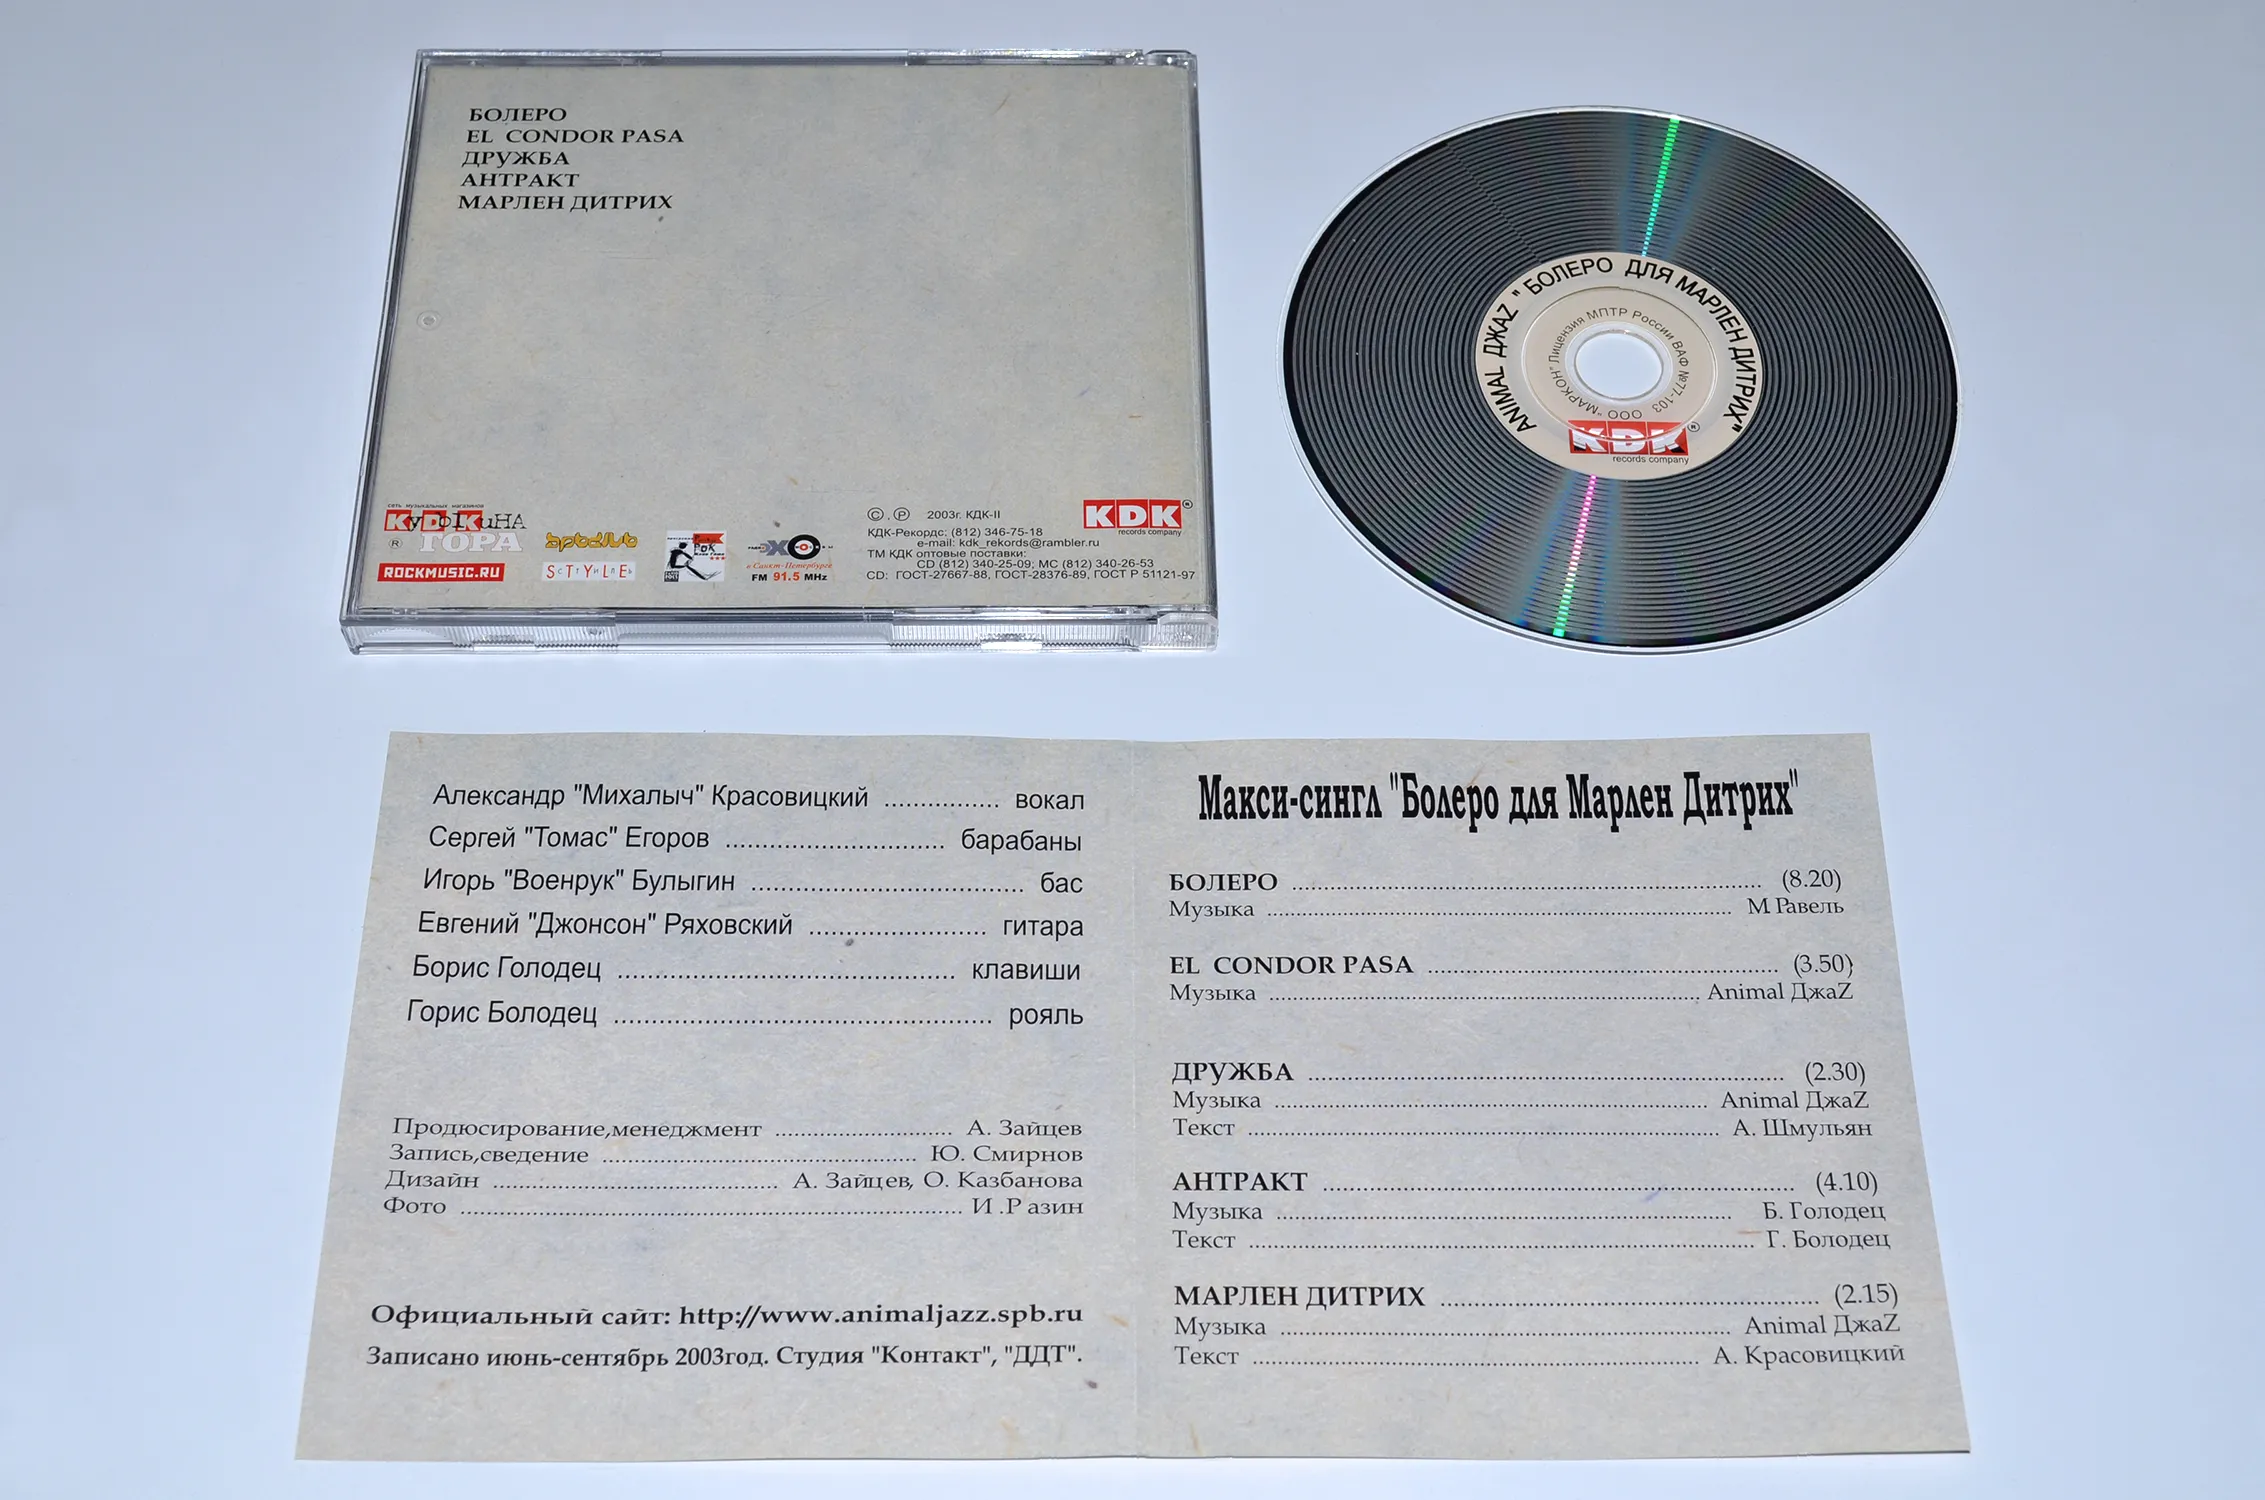 БОЛЕРО
EL CONDOR PASA
ДРУЖБА
АНТРАКТ
МАРЛЕН ДИТРИХ
сеть музыкальных магазинов
ГОРА
ROCKMUSIC.RU
STYLE
ЭХО
в Санкт-Петербурге
FM 91.5 MHz
©.℗ 2003г. КДК-II
КДК-Рекордс: (812) 346-75-18
e-mail: kdk_rekords@rambler.ru
ТМ КДК оптовые поставки:
CD (812) 340-25-09; МС (812) 340-26-53
CD: ГОСТ-27667-88, ГОСТ-28376-89, ГОСТ Р 51121-97
KDK®
records company
ANIMAL ДЖАZ "БОЛЕРО ДЛЯ МАРЛЕН ДИТРИХ"
ООО "МАРКОН" Лицензия МПТР России ВАФ №77-103
KDK®
records company
Александр "Михалыч" Красовицкий ................ вокал
Сергей "Томас" Егоров .............................. барабаны
Игорь "Военрук" Булыгин ..................................... бас
Евгений "Джонсон" Ряховский ........................ гитара
Борис Голодец .............................................. клавиши
Горис Болодец ................................................... рояль
Продюсирование,менеджмент .............................. А. Зайцев
Запись,сведение ..................................................... Ю. Смирнов
Дизайн ................................................ А. Зайцев, О. Казбанова
Фото ................................................................................ И .Р азин
Официальный сайт: http://www.animaljazz.spb.ru
Записано июнь-сентябрь 2003год. Студия "Контакт", "ДДТ".
Макси-сингл "Болеро для Марлен Дитрих"
БОЛЕРО ................................................................ (8.20)
Музыка ................................................................ М. Равель
EL CONDOR PASA ................................................ (3.50)
Музыка ........................................................ Animal ДжаZ
ДРУЖБА ................................................................ (2.30)
Музыка ........................................................ Animal ДжаZ
Текст ............................................................ А. Шмульян
АНТРАКТ ................................................................ (4.10)
Музыка ............................................................ Б. Голодец
Текст ................................................................ Г. Болодец
МАРЛЕН ДИТРИХ .................................................... (2.15)
Музыка ........................................................ Animal ДжаZ
Текст ........................................................ А. Красовицкий